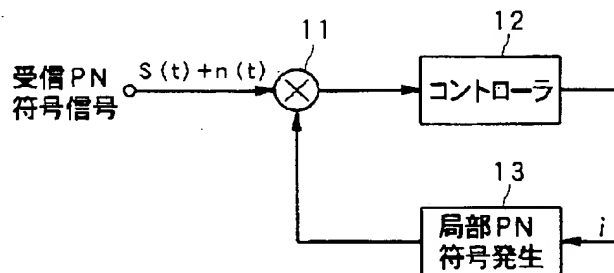 11
12
受信PN
符号信号
S(t)+n(t)
コントローラ
13
局部PN
符号発生
i